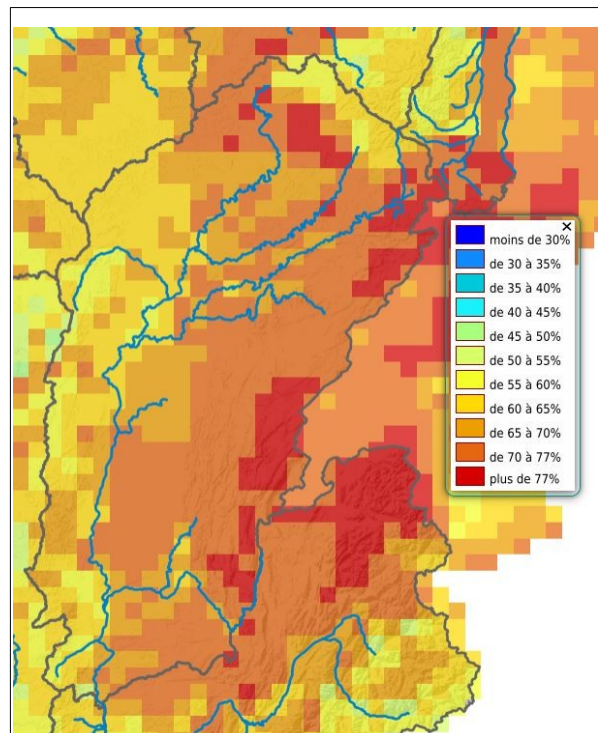 moins de 30%
de 30 à 35%
de 35 à 40%
de 40 à 45%
de 45 à 50%
de 50 à 55%
de 55 à 60%
de 60 à 65%
de 65 à 70%
de 70 à 77%
plus de 77%